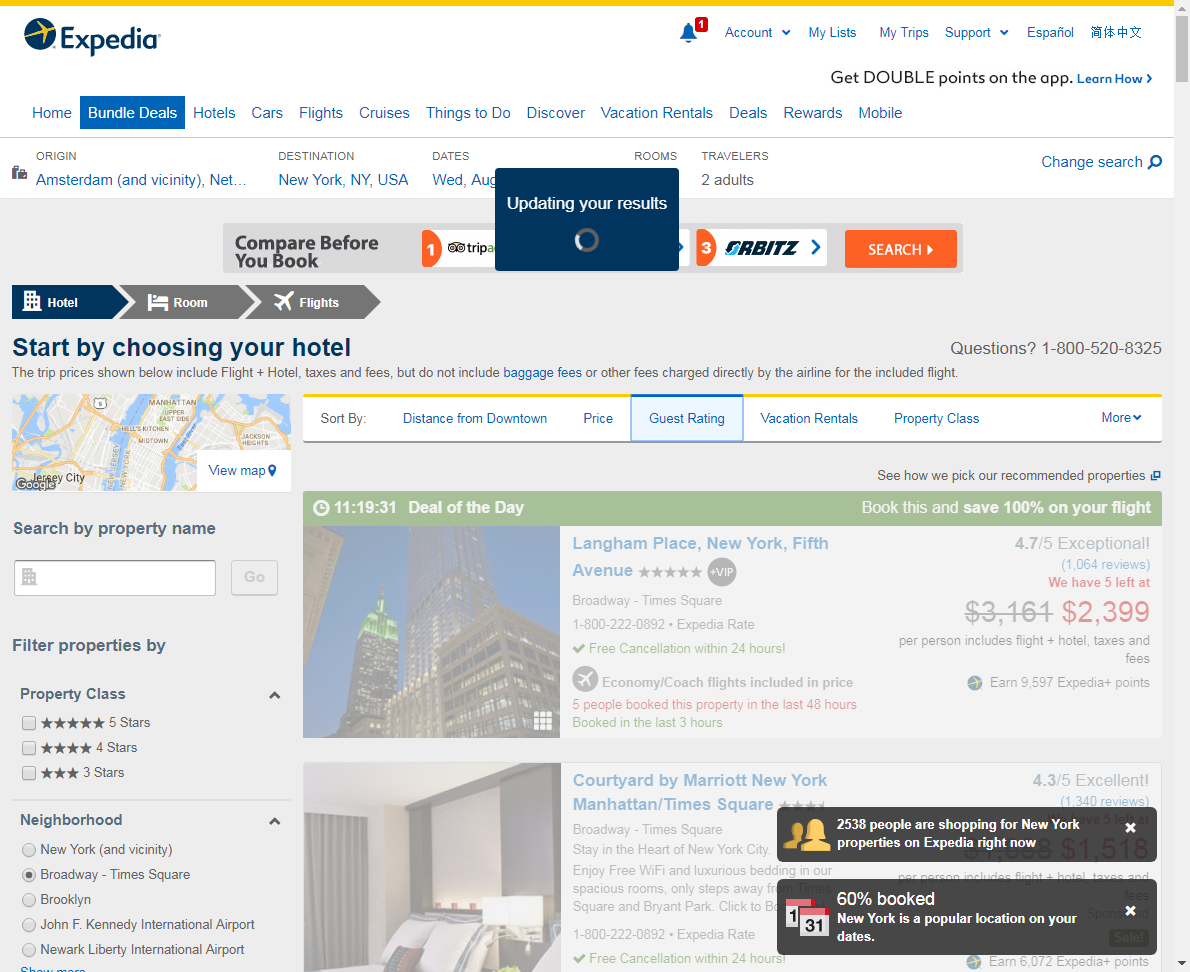 Expedia
1
Account
My Lists
My Trips
Support
Español
简体中文
Get DOUBLE points on the app. Learn How
Home
Bundle Deals
Hotels
Cars
Flights
Cruises
Things to Do
Discover
Vacation Rentals
Deals
Rewards
Mobile
ORIGIN
Amsterdam (and vicinity), Net...
DESTINATION
New York, NY, USA
DATES
Wed, Aug
ROOMS
TRAVELERS
2 adults
Change search
Updating your results
Compare Before
You Book
1
tripa
3 ORBITZ
SEARCH
Hotel
Room
Flights
Start by choosing your hotel
Questions? 1-800-520-8325
The trip prices shown below include Flight + Hotel, taxes and fees, but do not include baggage fees or other fees charged directly by the airline for the included flight.
9
MANHATTAN
UPPER
EAST SIDE
HELL'S KITCHEN
MIDTOWN
JACKSON
HEIGHTS
NEW JERSEY
NEW YORK
Jersey City
Google
View map
Sort By:
Distance from Downtown
Price
Guest Rating
Vacation Rentals
Property Class
More
See how we pick our recommended properties
Search by property name
Go
Filter properties by
Property Class
5 Stars
4 Stars
3 Stars
Neighborhood
New York (and vicinity)
Broadway - Times Square
Brooklyn
John F. Kennedy International Airport
Newark Liberty International Airport
Show more
11:19:31 Deal of the Day
Book this and save 100% on your flight
Langham Place, New York, Fifth
Avenue
+VIP
Broadway - Times Square
1-800-222-0892 • Expedia Rate
Free Cancellation within 24 hours!
Economy/Coach flights included in price
5 people booked this property in the last 48 hours
Booked in the last 3 hours
4.7/5 Exceptional!
(1,064 reviews)
We have 5 left at
$3,161 $2,399
per person includes flight + hotel, taxes and
fees
Earn 9,597 Expedia+ points
Courtyard by Marriott New York
Manhattan/Times Square
Broadway - Times Square
Stay in the Heart of New York City.
Enjoy Free WiFi and luxurious bedding in our
spacious rooms, only steps away from Times
Square and Bryant Park. Click to
1-800-222-0892 • Expedia Rate
Free Cancellation within 24 hours!
4.3/5 Excellent!
(1,340 reviews)
We have 5 left at
$1,518
per person includes flight + hotel, taxes and
fees
Sale!
Earn 6,072 Expedia+ points
2538 people are shopping for New York
properties on Expedia right now
1
31
60% booked
New York is a popular location on your
dates.